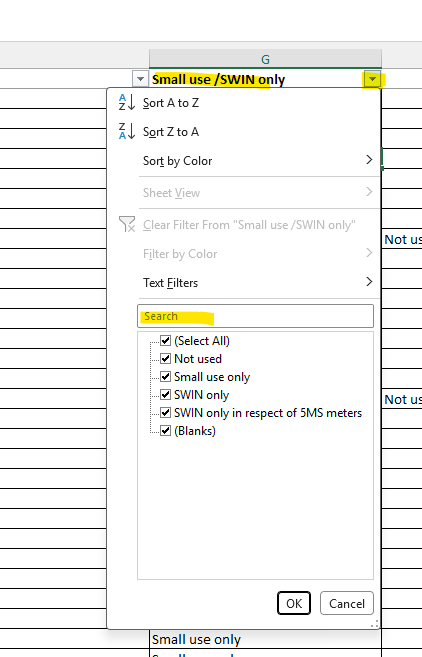 G
Small use /SWIN only
Sort A to Z
Sort Z to A
Sort by Color
Sheet View
Clear Filter From "Small use /SWIN only"
Filter by Color
Not us
Text Filters
Search
(Select All)
Not used
Small use only
SWIN only
Not us
SWIN only in respect of 5MS meters
(Blanks)
OK
Cancel
Small use only